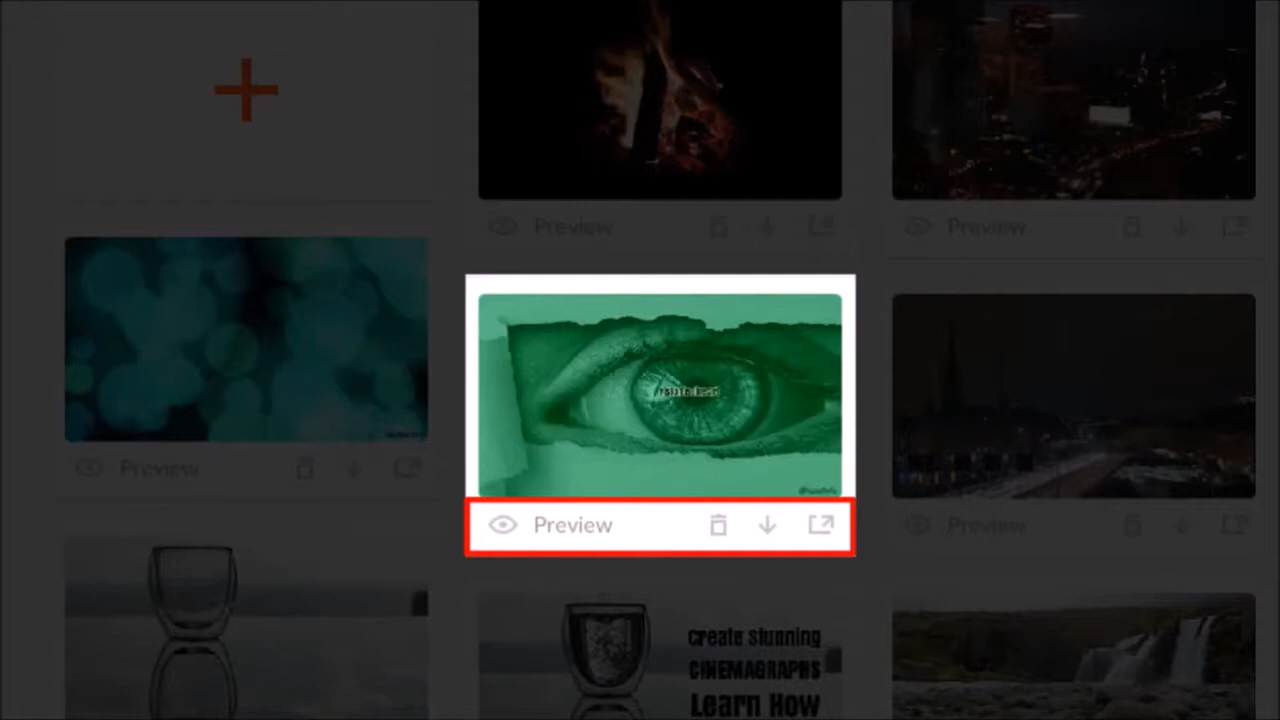 Preview
Preview
Preview
Preview
Preview
Create Stunning
CINEMAGRAPHS
Learn How